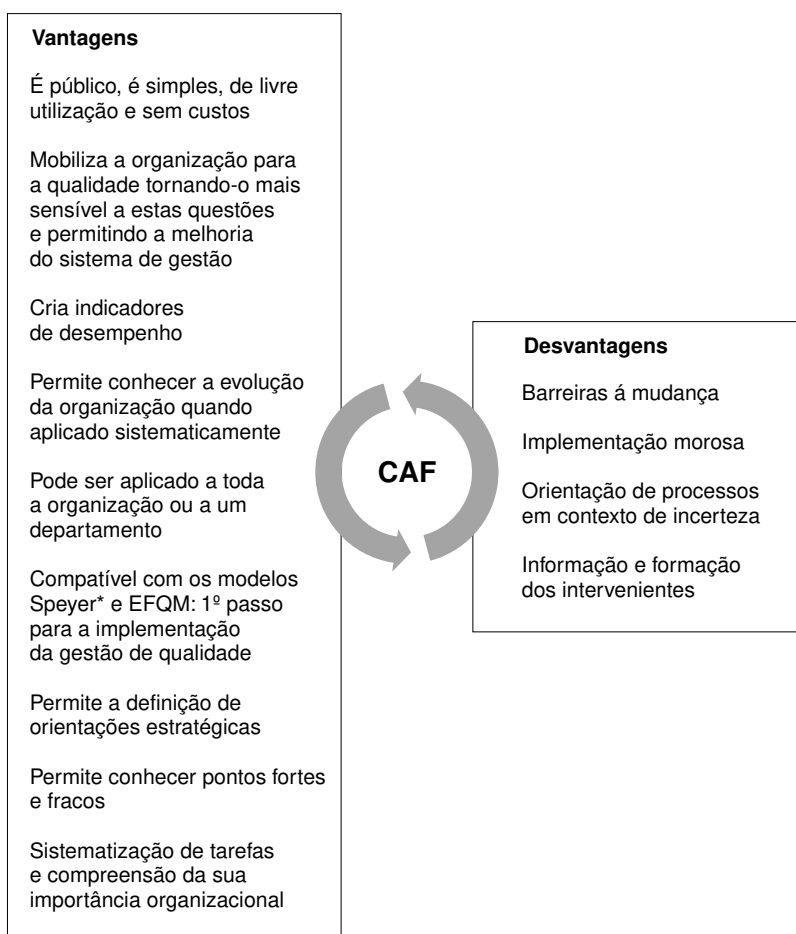 Vantagens
É público, é simples, de livre
utilização e sem custos
Mobiliza a organização para
a qualidade tornando-o mais
sensível a estas questões
e permitindo a melhoria
do sistema de gestão
Cria indicadores
de desempenho
Permite conhecer a evolução
da organização quando
aplicado sistematicamente
Pode ser aplicado a toda
a organização ou a um
departamento
Compatível com os modelos
Speyer* e EFQM: 1º passo
para a implementação
da gestão de qualidade
Permite a definição de
orientações estratégicas
Permite conhecer pontos fortes
e fracos
Sistematização de tarefas
e compreensão da sua
importância organizacional
CAF
Desvantagens
Barreiras á mudança
Implementação morosa
Orientação de processos
em contexto de incerteza
Informação e formação
dos intervenientes